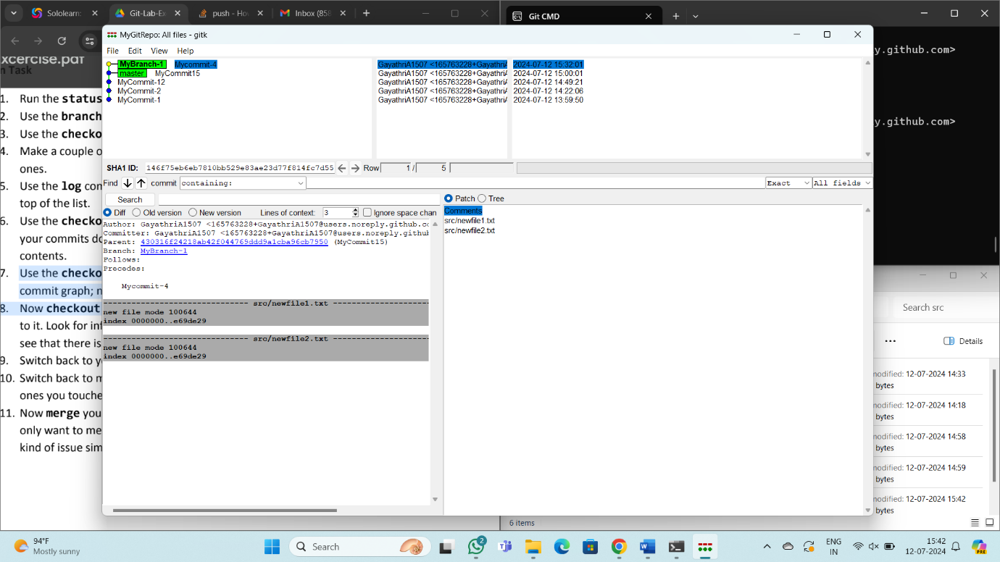 Sololearn:
Git-Lab-Ex
push - Ho
Inbox (858
Git CMD
MyGitRepo: All files - gitk
File Edit View Help
xcercise.pdf
n Task
1. Run the status
2. Use the branch
3. Use the checko
4. Make a couple o
ones.
5. Use the log con
top of the list.
6. Use the checko
your commits do
contents.
7. Use the checko
commit graph; n
8. Now checkout
to it. Look for inf
see that there is
9. Switch back to y
10. Switch back to m
ones you touche
11. Now merge you
only want to me
kind of issue sim
MyBranch-1 Mycommit-4
master MyCommit15
MyCommit-12
MyCommit-2
MyCommit-1
GayathriA1507 <165763228+Gayathri 2024-07-12 15:32:01
GayathriA1507 <165763228+Gayathri 2024-07-12 15:00:01
GayathriA1507 <165763228+Gayathri 2024-07-12 14:49:21
GayathriA1507 <165763228+Gayathri 2024-07-12 14:22:06
GayathriA1507 <165763228+Gayathri 2024-07-12 13:59:50
SHA1 ID: 146f75eb6eb7810bb529e83ae23d77f814fc7d55 Row 1 / 5
Find commit containing: Exact All fields
Search
Diff Old version New version Lines of context: 3 Ignore space chan
Patch Tree
Author: GayathriA1507 <165763228+GayathriA1507@users.noreply.github.co
Committer: GayathriA1507 <165763228+GayathriA1507@users.noreply.github
Parent: 430316f24218ab42f044769ddd9a1cba96cb7950 (MyCommit15)
Branch: MyBranch-1
Follows:
Precedes:
Mycommit-4
------------------------------ src/newfile1.txt --------------------
new file mode 100644
index 0000000..e69de29
------------------------------ src/newfile2.txt --------------------
new file mode 100644
index 0000000..e69de29
Comments
src/newfile1.txt
src/newfile2.txt
y.github.com>
y.github.com>
Search src
Details
modified: 12-07-2024 14:33
bytes
modified: 12-07-2024 14:18
bytes
modified: 12-07-2024 14:58
bytes
modified: 12-07-2024 14:59
bytes
modified: 12-07-2024 15:42
bytes
6 items
94°F
Mostly sunny
Search
2
ENG
IN
15:42
12-07-2024
PRE